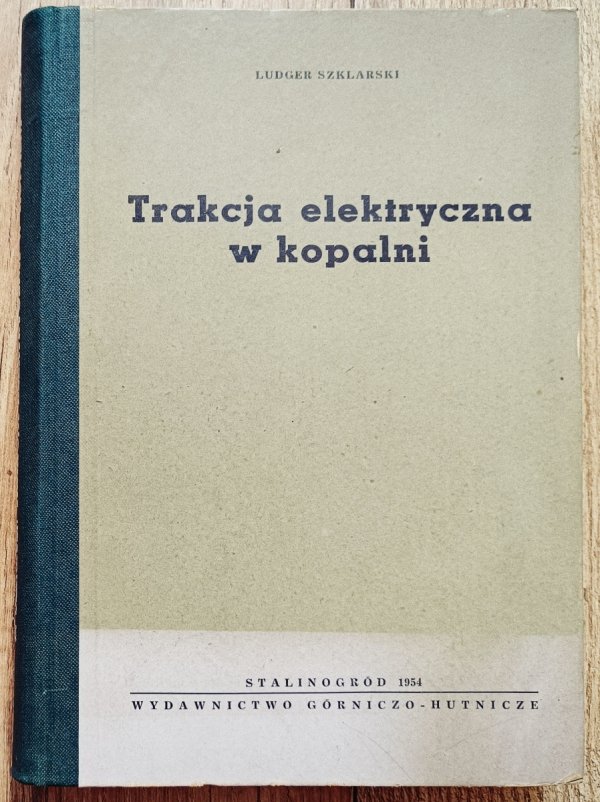 LUDGER SZKLARSKI
Trakcja elektryczna
w kopalni
STALINOGRÓD 1954
WYDAWNICTWO GÓRNICZO-HUTNICZE